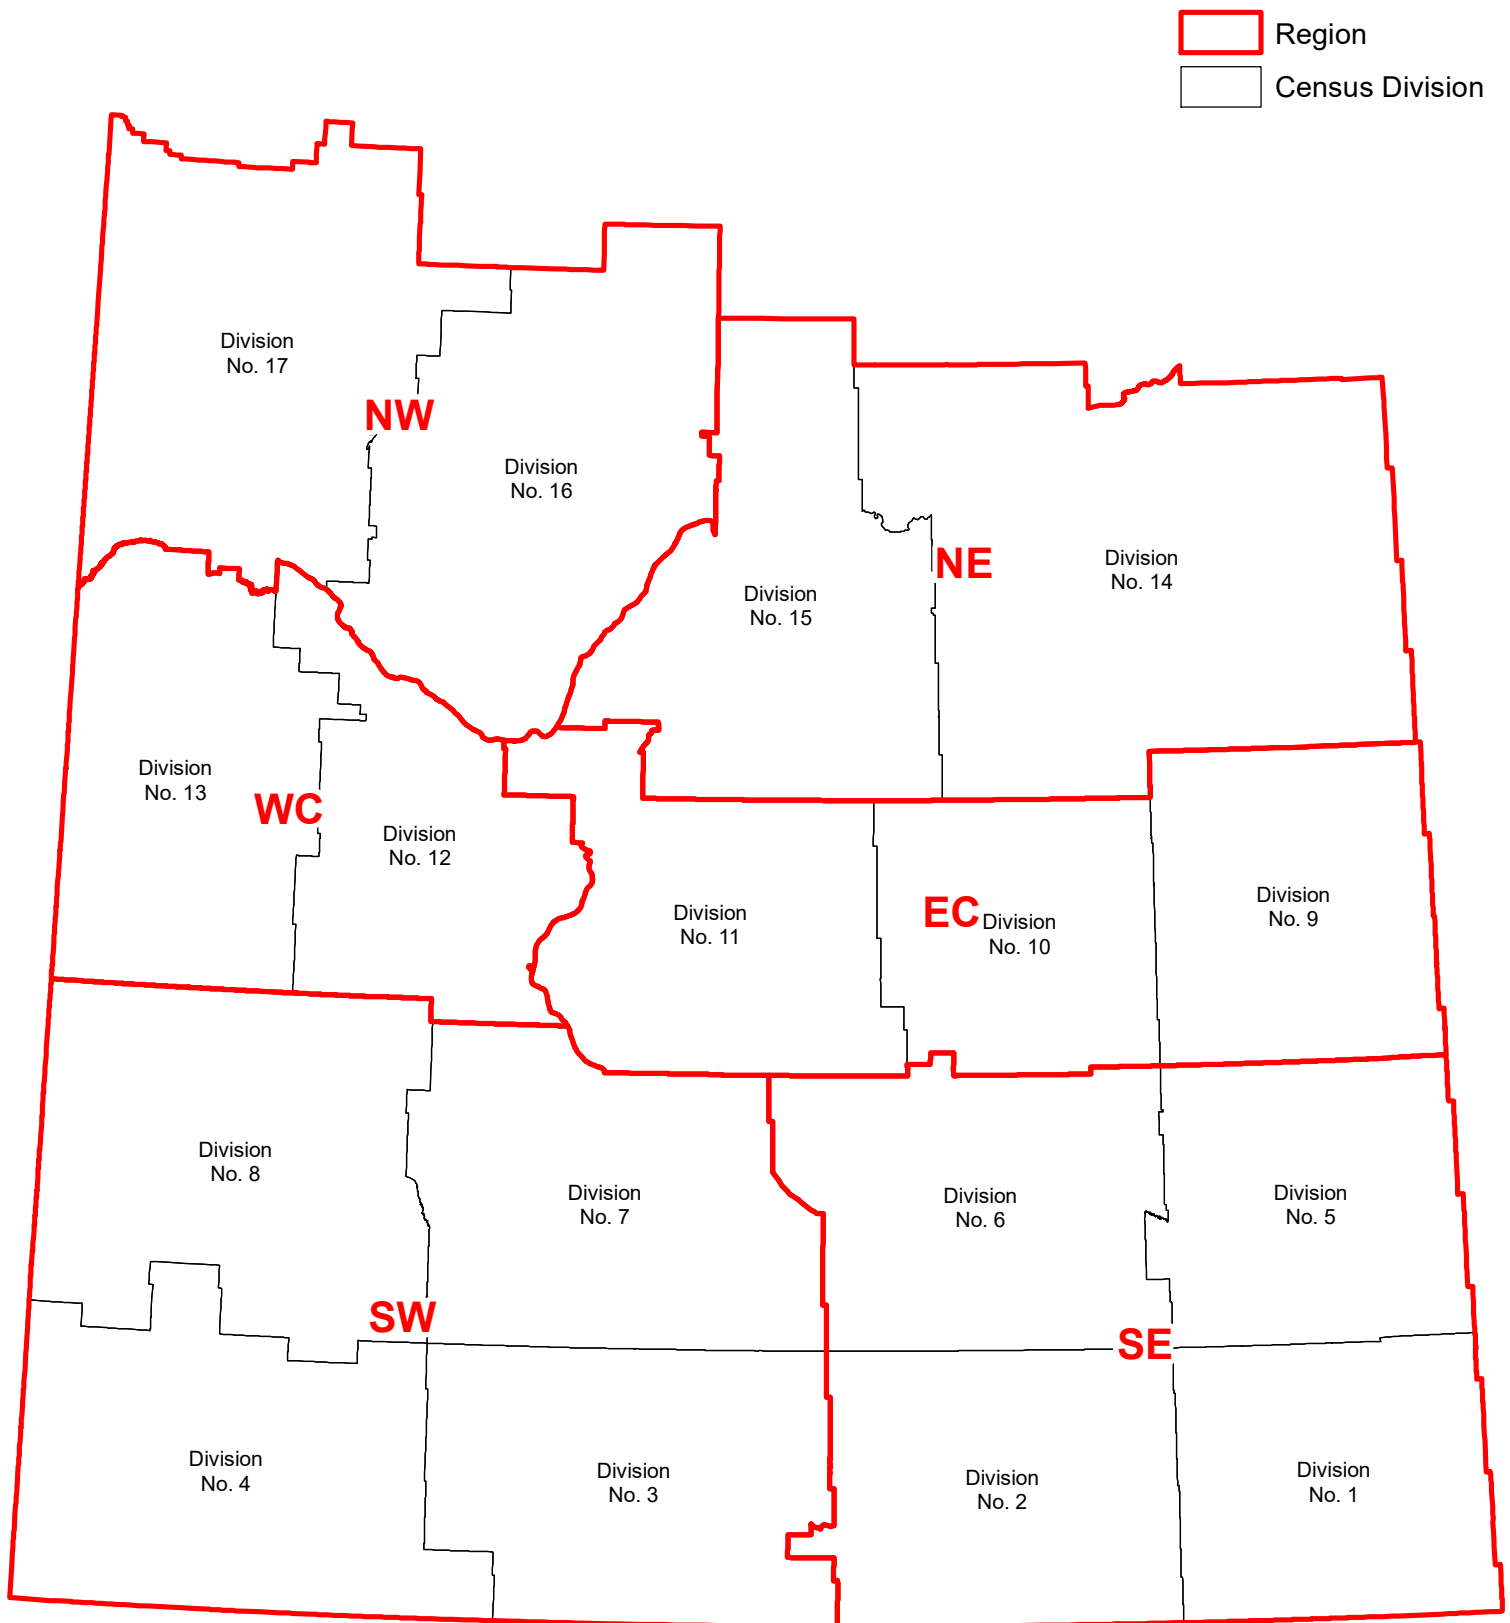 Region
Census Division
Division
No. 17
NW
Division
No. 16
NE
Division
No. 14
Division
No. 15
Division
No. 13
WC
Division
No. 12
Division
No. 11
EC
Division
No. 10
Division
No. 9
Division
No. 8
Division
No. 7
Division
No. 6
Division
No. 5
SW
SE
Division
No. 4
Division
No. 3
Division
No. 2
Division
No. 1